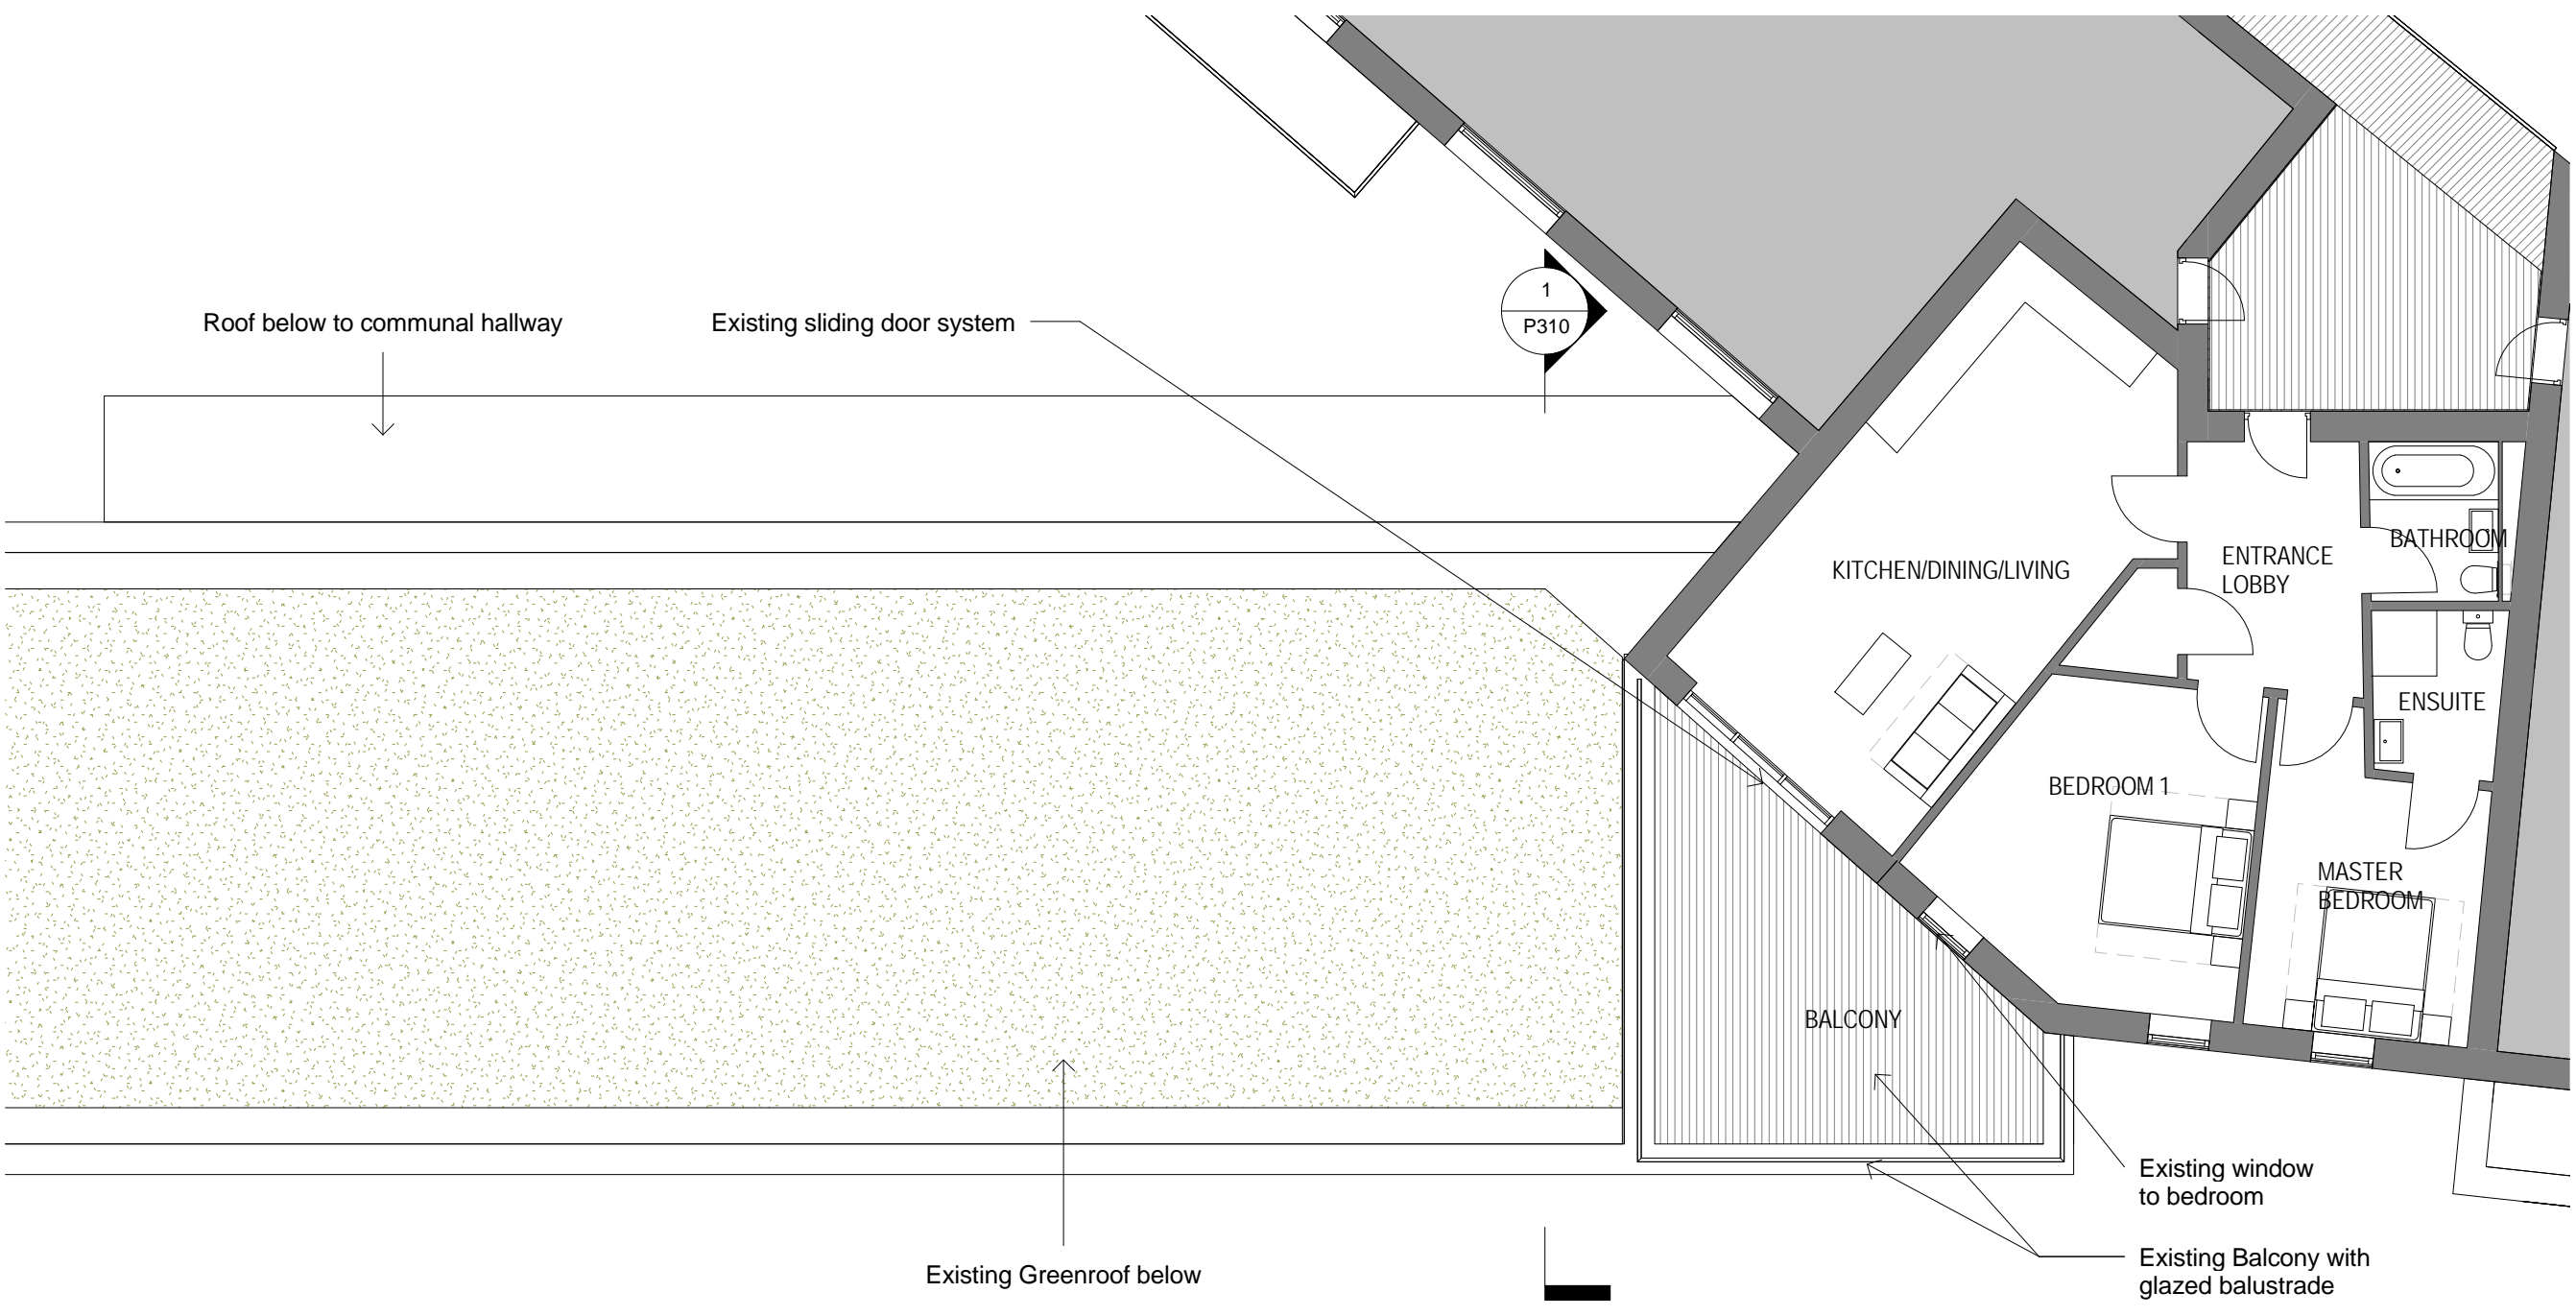 Roof below to communal hallway
Existing sliding door system
1
P310
KITCHEN/DINING/LIVING
ENTRANCE
LOBBY
BATHROOM
ENSUITE
BEDROOM 1
MASTER
BEDROOM
BALCONY
Existing window
to bedroom
Existing Balcony with
glazed balustrade
Existing Greenroof below